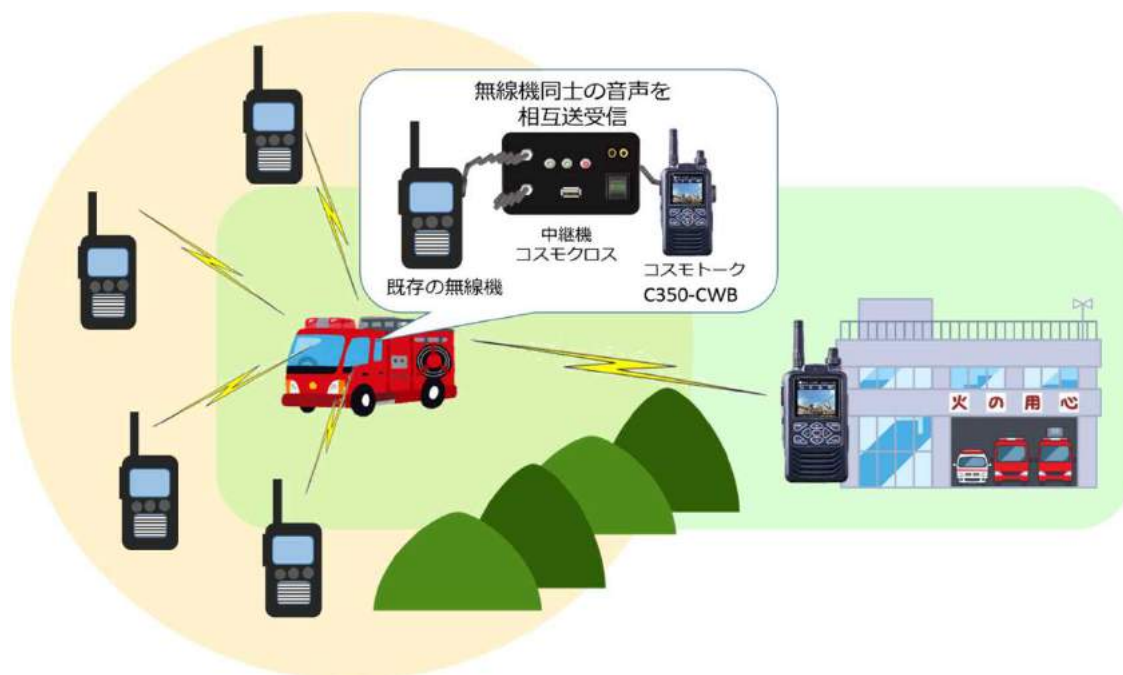 無線機同士の音声を
相互送受信
中継機
コスモクロス
既存の無線機
コスモトーク
C350-CWB
火の用心